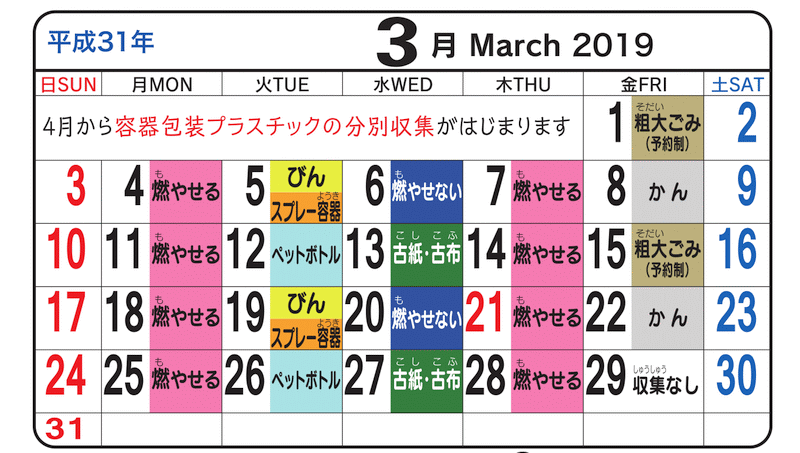 平成31年 3月 March 2019
日SUN 月MON 火TUE 水WED 木THU 金FRI 土SAT
4月から容器包装プラスチックの分別収集がはじまります
1 粗大ごみ そだい
(予約制)
2
3
4 燃やせる も
5 びん
スプレー容器 ようき
6 燃やせない も
7 燃やせる も
8 かん
9
10
11 燃やせる も
12 ペットボトル
13 古紙・古布 こし こふ
14 燃やせる も
15 粗大ごみ そだい
(予約制)
16
17
18 燃やせる も
19 びん
スプレー容器 ようき
20 燃やせない も
21 燃やせる も
22 かん
23
24
25 燃やせる も
26 ペットボトル
27 古紙・古布 こし こふ
28 燃やせる も
29 収集なし しゅうしゅう
30
31